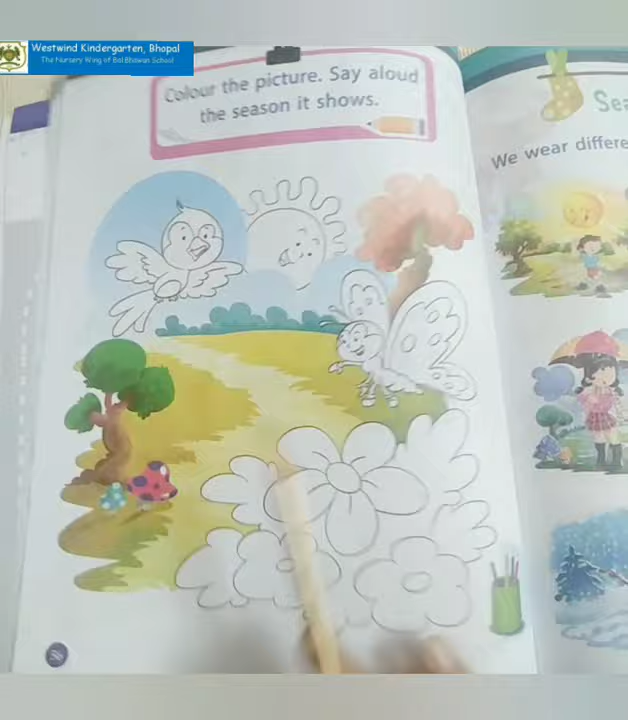 Westwind Kindergarten, Bhopal
The Nursery Wing of Bal Bhawan School
Colour the picture. Say aloud
the season it shows.
Sea
We wear differe